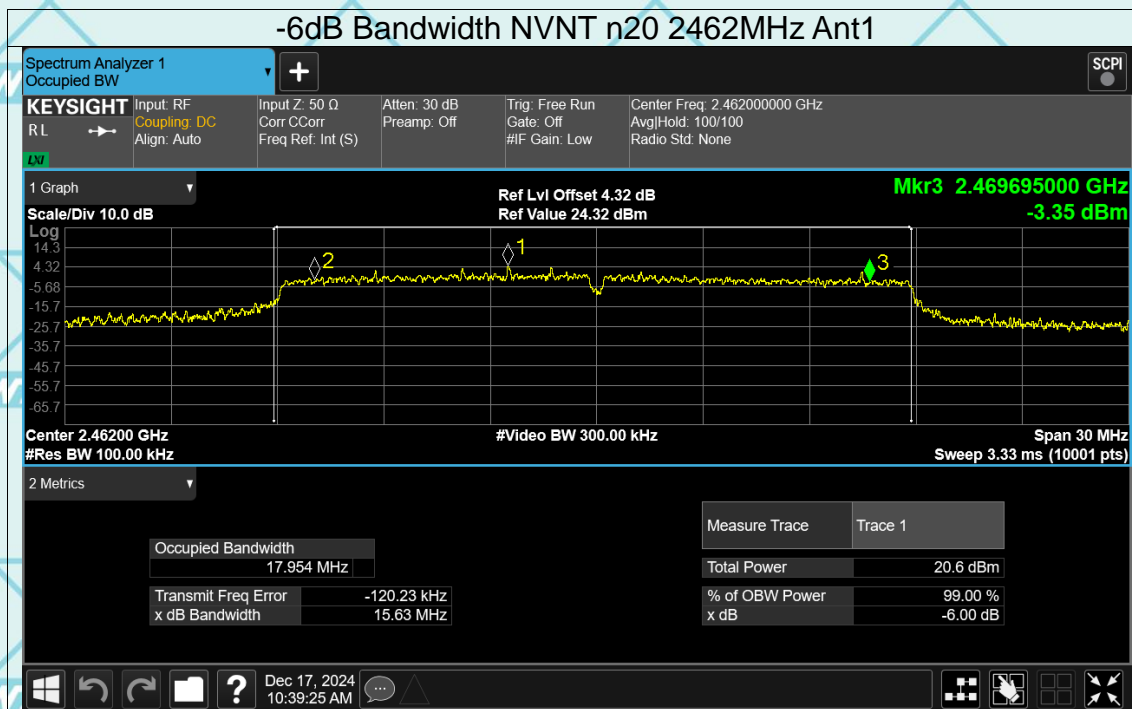 -6dB Bandwidth NVNT n20 2462MHz Ant1
Spectrum Analyzer 1
Occupied BW
+
SCPI
KEYSIGHT
RL
LXI
Input: RF
Coupling: DC
Align: Auto
Input Z: 50 Ω
Corr CCorr
Freq Ref: Int (S)
Atten: 30 dB
Preamp: Off
Trig: Free Run
Gate: Off
#IF Gain: Low
Center Freq: 2.462000000 GHz
Avg|Hold: 100/100
Radio Std: None
1 Graph
Scale/Div 10.0 dB
Ref Lvl Offset 4.32 dB
Ref Value 24.32 dBm
Mkr3 2.469695000 GHz
-3.35 dBm
Log
14.3
4.32
-5.68
-15.7
-25.7
-35.7
-45.7
-55.7
-65.7
2
1
3
Center 2.46200 GHz
#Res BW 100.00 kHz
#Video BW 300.00 kHz
Span 30 MHz
Sweep 3.33 ms (10001 pts)
2 Metrics
Occupied Bandwidth
17.954 MHz
Transmit Freq Error -120.23 kHz
x dB Bandwidth 15.63 MHz
Measure Trace Trace 1
Total Power 20.6 dBm
% of OBW Power 99.00 %
x dB -6.00 dB
?
Dec 17, 2024
10:39:25 AM